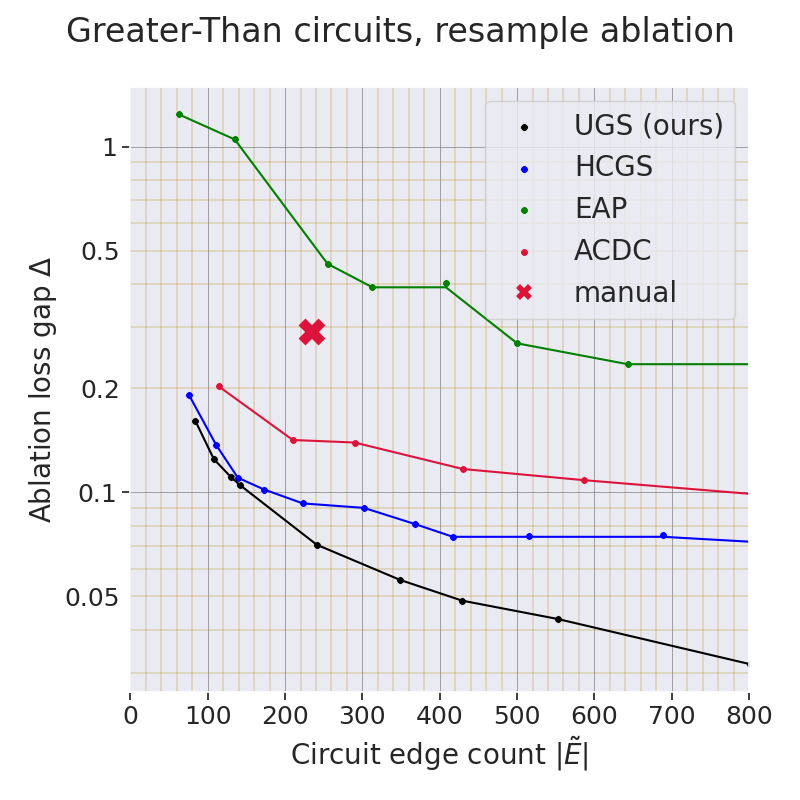 Greater-Than circuits, resample ablation
UGS (ours)
HCGS
EAP
ACDC
manual
Ablation loss gap Δ
1
0.5
0.2
0.1
0.05
0 100 200 300 400 500 600 700 800
Circuit edge count |Ẽ|